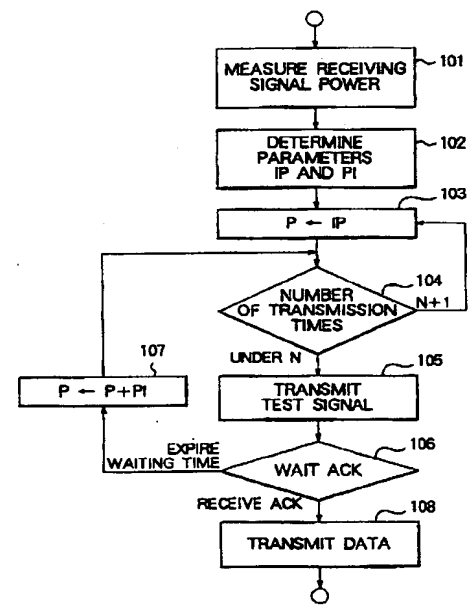 MEASURE RECEIVING
SIGNAL POWER
101
DETERMINE
PARAMETERS
IP AND PI
102
103
P ← IP
104
NUMBER
OF TRANSMISSION
TIMES
N+1
UNDER N
107
P ← P+PI
105
TRANSMIT
TEST SIGNAL
EXPIRE
WAITING TIME
106
WAIT ACK
RECEIVE ACK
108
TRANSMIT DATA